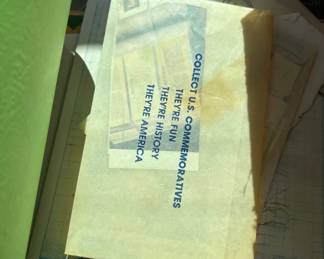 COLLECT U.S. COMMEMORATIVES
THEY'RE FUN
THEY'RE HISTORY
THEY'RE AMERICA